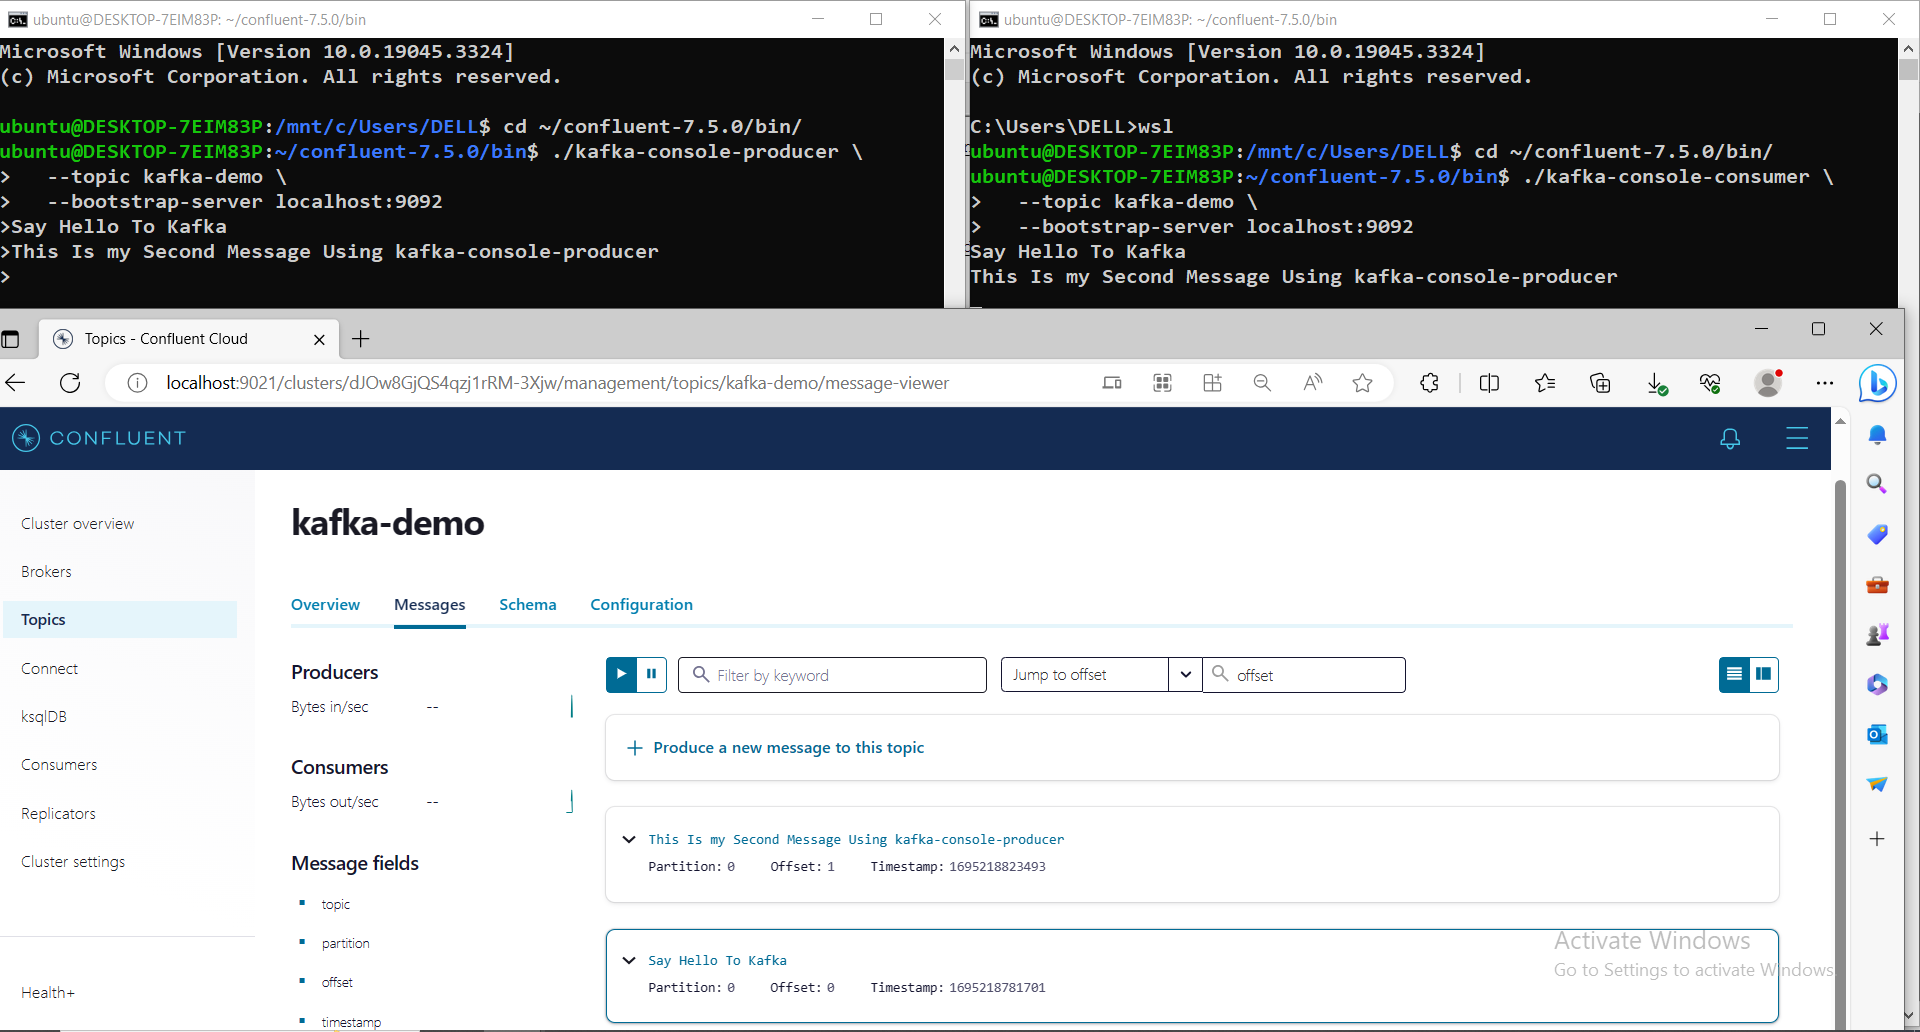 ubuntu@DESKTOP-7EIM83P: ~/confluent-7.5.0/bin
Microsoft Windows [Version 10.0.19045.3324]
(c) Microsoft Corporation. All rights reserved.
ubuntu@DESKTOP-7EIM83P:/mnt/c/Users/DELL$ cd ~/confluent-7.5.0/bin/
ubuntu@DESKTOP-7EIM83P:~/confluent-7.5.0/bin$ ./kafka-console-producer \
>   --topic kafka-demo \
>   --bootstrap-server localhost:9092
>Say Hello To Kafka
>This Is my Second Message Using kafka-console-producer
>
ubuntu@DESKTOP-7EIM83P: ~/confluent-7.5.0/bin
Microsoft Windows [Version 10.0.19045.3324]
(c) Microsoft Corporation. All rights reserved.
C:\Users\DELL>wsl
ubuntu@DESKTOP-7EIM83P:/mnt/c/Users/DELL$ cd ~/confluent-7.5.0/bin/
ubuntu@DESKTOP-7EIM83P:~/confluent-7.5.0/bin$ ./kafka-console-consumer \
>   --topic kafka-demo \
>   --bootstrap-server localhost:9092
Say Hello To Kafka
This Is my Second Message Using kafka-console-producer
Topics - Confluent Cloud
localhost:9021/clusters/dJOw8GjQS4qzj1rRM-3Xjw/management/topics/kafka-demo/message-viewer
CONFLUENT
Cluster overview
Brokers
Topics
Connect
ksqlDB
Consumers
Replicators
Cluster settings
Health+
kafka-demo
Overview Messages Schema Configuration
Producers
Bytes in/sec --
Consumers
Bytes out/sec --
Message fields
topic
partition
offset
timestamp
Filter by keyword
Jump to offset
offset
+ Produce a new message to this topic
This Is my Second Message Using kafka-console-producer
Partition: 0 Offset: 1 Timestamp: 1695218823493
Say Hello To Kafka
Partition: 0 Offset: 0 Timestamp: 1695218781701
Activate Windows
Go to Settings to activate Windows.